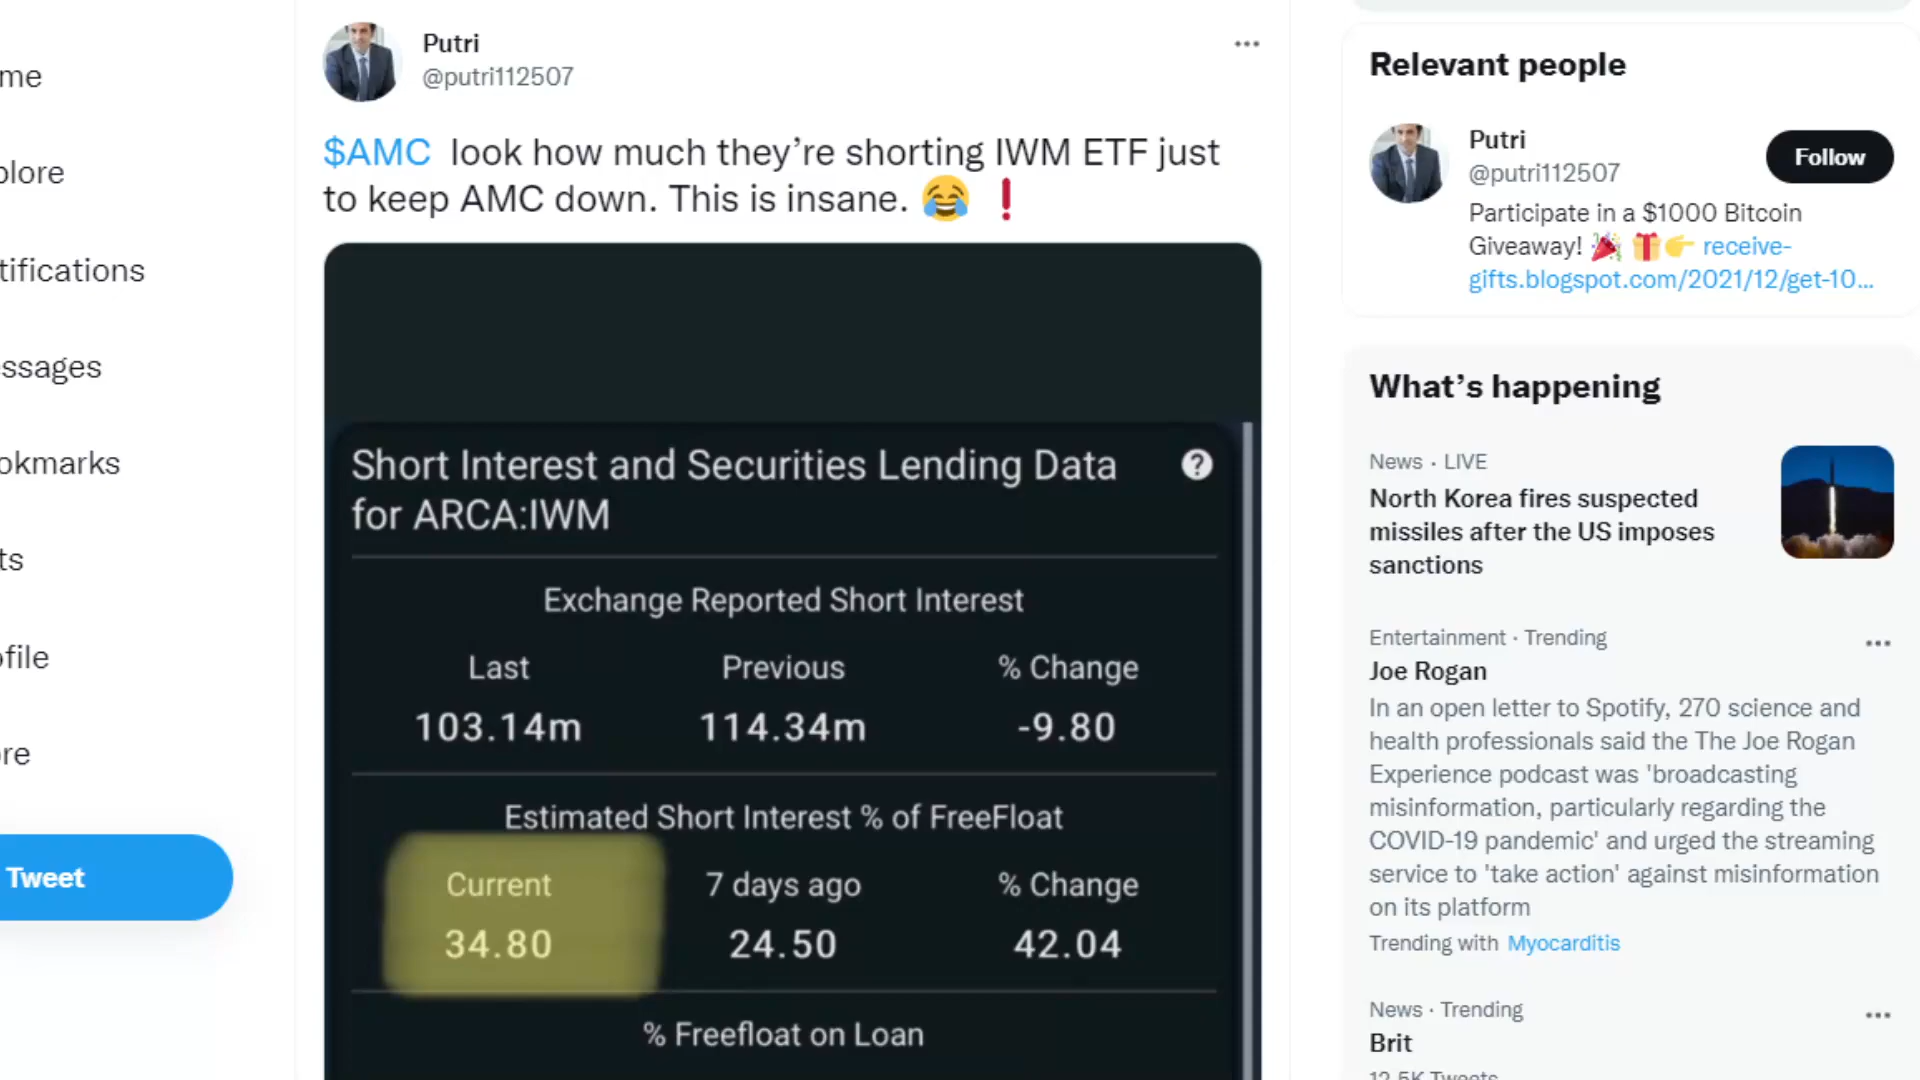 me
plore
tifications
ssages
okmarks
ts
ofile
re
Tweet
Putri
@putri112507
$AMC look how much they’re shorting IWM ETF just
to keep AMC down. This is insane. 😂 ❗
Short Interest and Securities Lending Data
for ARCA:IWM
Exchange Reported Short Interest
Last Previous % Change
103.14m 114.34m -9.80
Estimated Short Interest % of FreeFloat
Current 7 days ago % Change
34.80 24.50 42.04
% Freefloat on Loan
Relevant people
Putri
@putri112507
Follow
Participate in a $1000 Bitcoin
Giveaway! 🎉 🎁👉 receive-
gifts.blogspot.com/2021/12/get-10...
What’s happening
News · LIVE
North Korea fires suspected
missiles after the US imposes
sanctions
Entertainment · Trending
Joe Rogan
In an open letter to Spotify, 270 science and
health professionals said the The Joe Rogan
Experience podcast was 'broadcasting
misinformation, particularly regarding the
COVID-19 pandemic' and urged the streaming
service to 'take action' against misinformation
on its platform
Trending with Myocarditis
News · Trending
Brit
12.5K Tweets